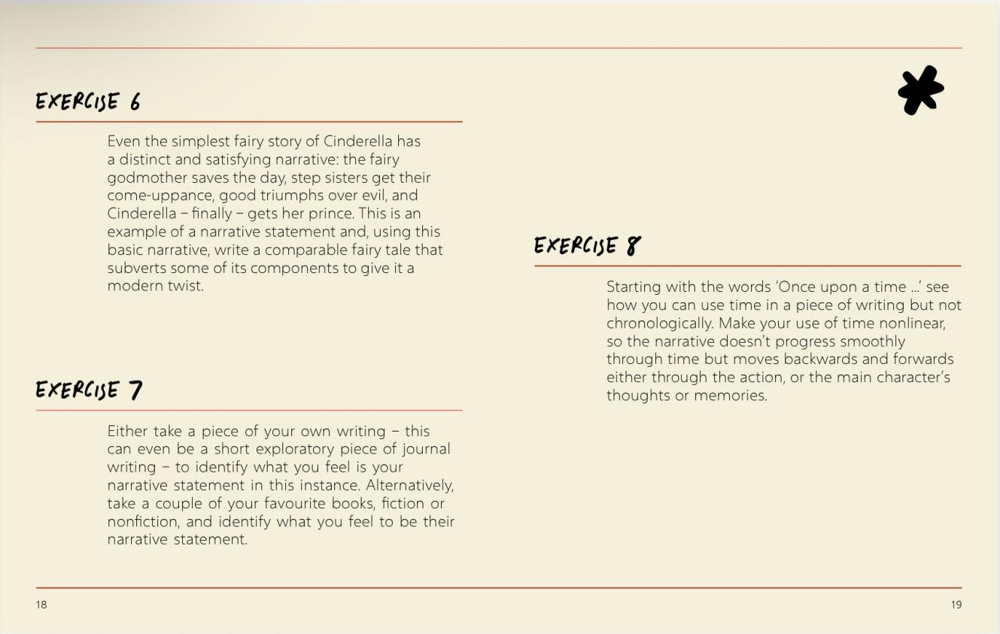 EXERCISE 6
Even the simplest fairy story of Cinderella has
a distinct and satisfying narrative: the fairy
godmother saves the day, step sisters get their
come-uppance, good triumphs over evil, and
Cinderella – finally – gets her prince. This is an
example of a narrative statement and, using this
basic narrative, write a comparable fairy tale that
subverts some of its components to give it a
modern twist.
EXERCISE 7
Either take a piece of your own writing – this
can even be a short exploratory piece of journal
writing – to identify what you feel is your
narrative statement in this instance. Alternatively,
take a couple of your favourite books, fiction or
nonfiction, and identify what you feel to be their
narrative statement.
18
EXERCISE 8
Starting with the words ‘Once upon a time ...’ see
how you can use time in a piece of writing but not
chronologically. Make your use of time nonlinear,
so the narrative doesn’t progress smoothly
through time but moves backwards and forwards
either through the action, or the main character’s
thoughts or memories.
19